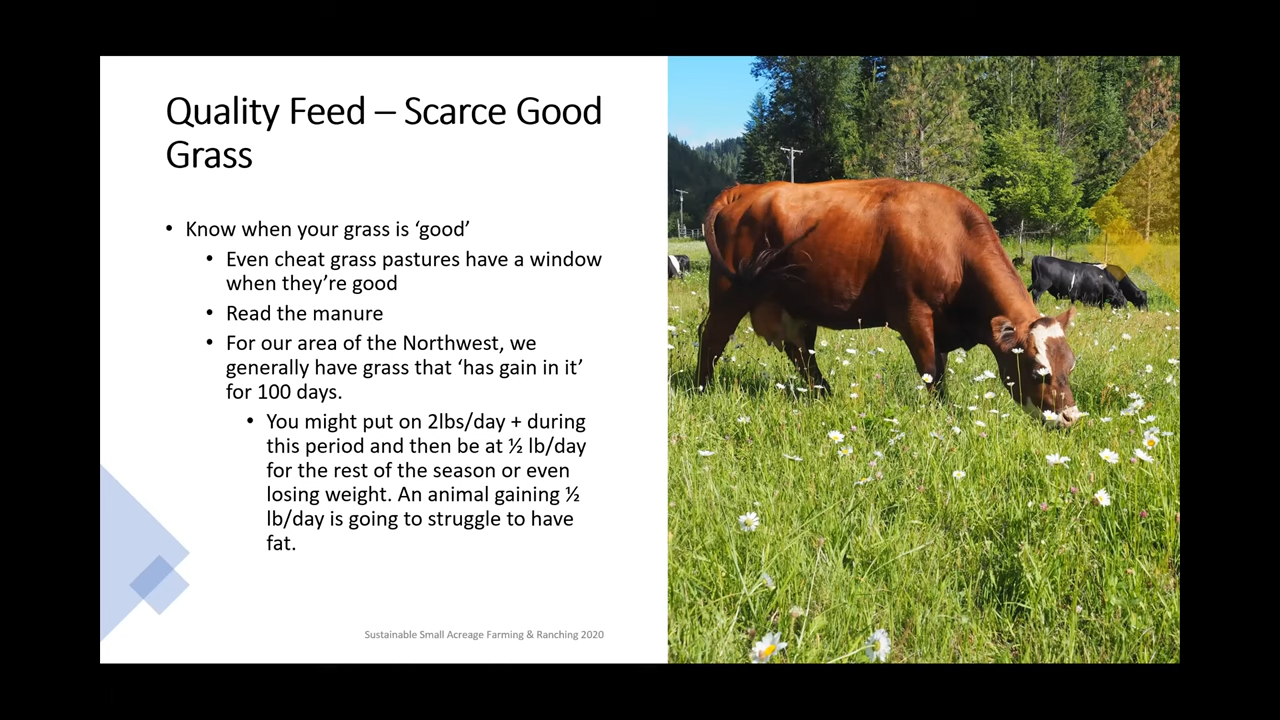 Quality Feed – Scarce Good
Grass
• Know when your grass is ‘good’
• Even cheat grass pastures have a window
when they’re good
• Read the manure
• For our area of the Northwest, we
generally have grass that ‘has gain in it’
for 100 days.
• You might put on 2lbs/day + during
this period and then be at ½ lb/day
for the rest of the season or even
losing weight. An animal gaining ½
lb/day is going to struggle to have
fat.
Sustainable Small Acreage Farming & Ranching 2020